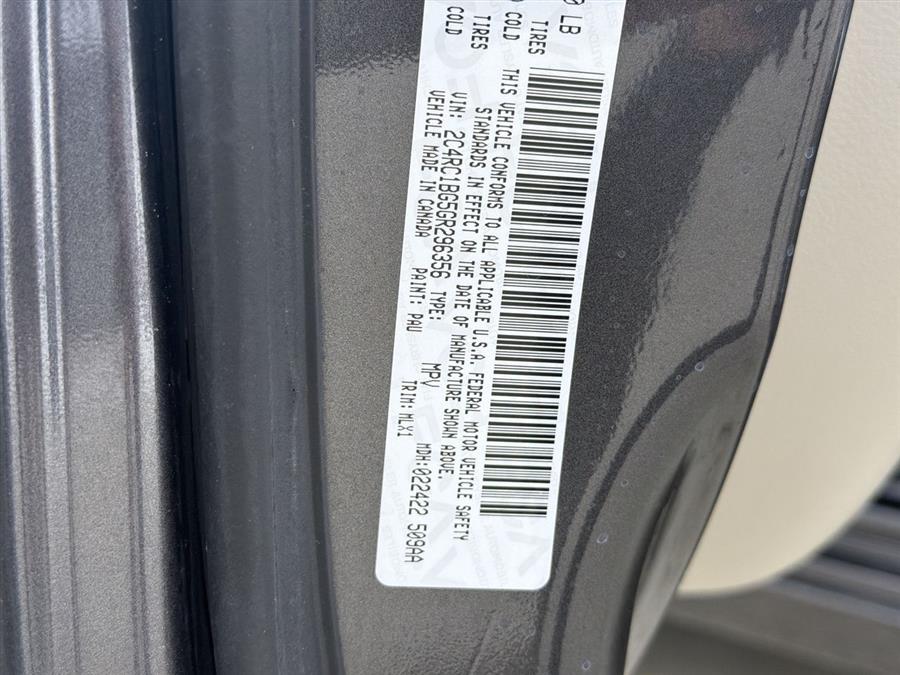 0 LB
TIRES COLD
TIRES COLD
THIS VEHICLE CONFORMS TO ALL APPLICABLE U.S.A. FEDERAL MOTOR VEHICLE SAFETY
STANDARDS IN EFFECT ON THE DATE OF MANUFACTURE SHOWN ABOVE.
VIN: 2C4RC1BG5GR296356 TYPE: MPV MDH:022422 509AA
VEHICLE MADE IN CANADA PAINT: PAU TRIM:MLX1